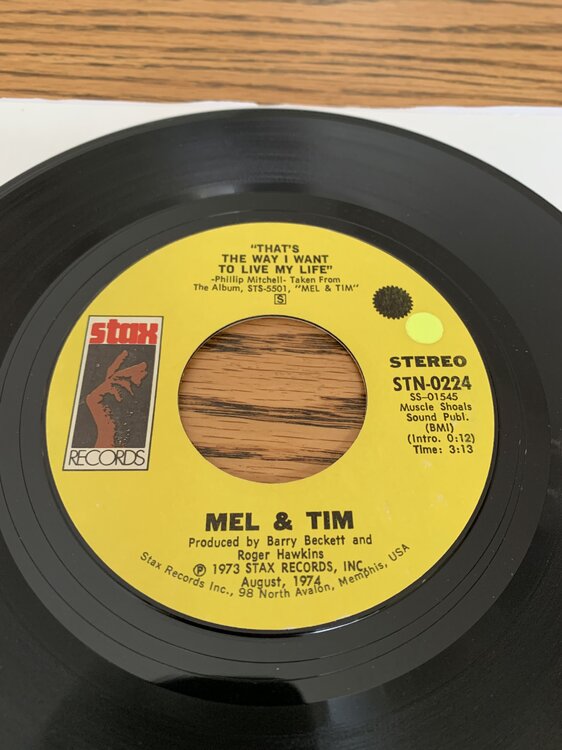 "THAT'S
THE WAY I WANT
TO LIVE MY LIFE"
-Phillip Mitchell- Taken From
The Album, STS-5501, "MEL & TIM"
S
stax
RECORDS
STEREO
STN-0224
SS-01545
Muscle Shoals
Sound Publ.
(BMI)
(Intro. 0:12)
Time: 3:13
MEL & TIM
Produced by Barry Beckett and
Roger Hawkins
℗ 1973 STAX RECORDS, INC.
August, 1974
Stax Records Inc., 98 North Avalon, Memphis, USA